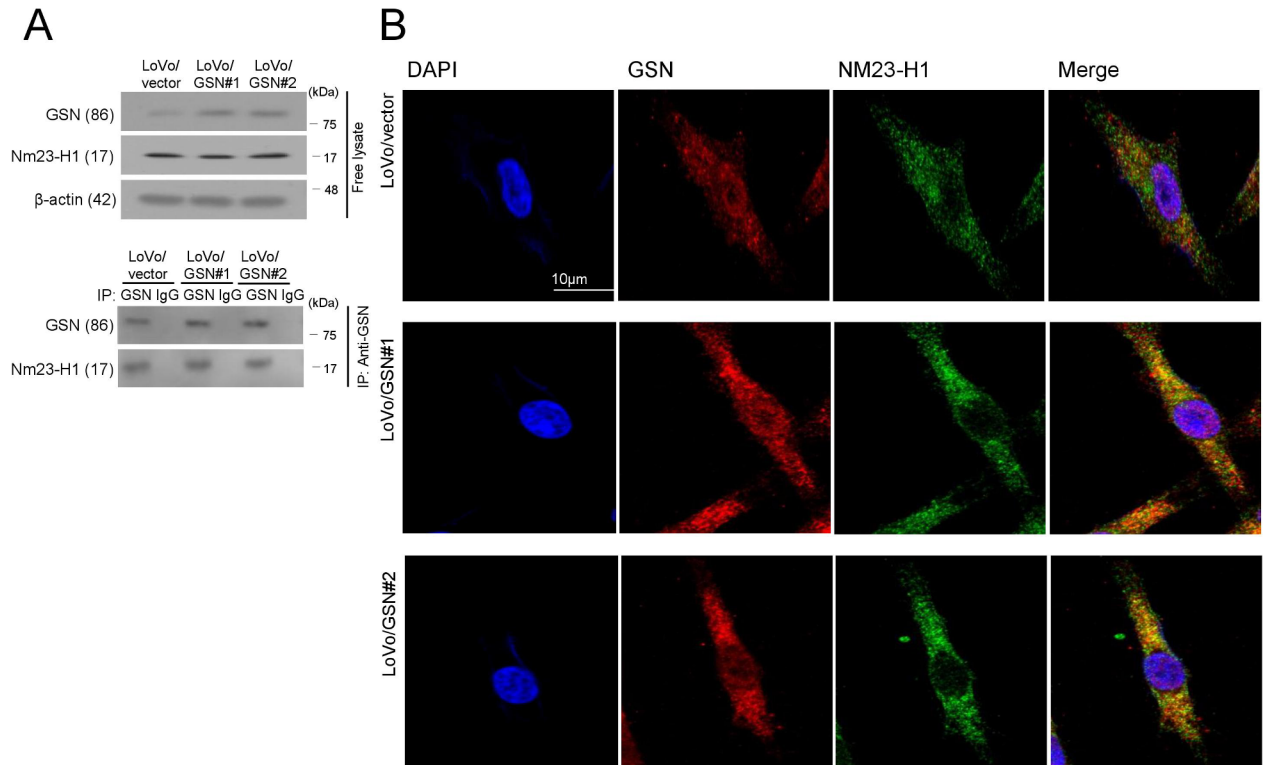 A
LoVo/ LoVo/ LoVo/
vector GSN#1 GSN#2
(kDa)
GSN (86)
75
Nm23-H1 (17)
17
β-actin (42)
48
Free lysate
LoVo/ LoVo/ LoVo/
vector GSN#1 GSN#2
IP: GSN IgG GSN IgG GSN IgG
(kDa)
GSN (86)
75
Nm23-H1 (17)
17
IP: Anti-GSN
B
DAPI GSN NM23-H1 Merge
LoVo/vector
10μm
LoVo/GSN#1
LoVo/GSN#2